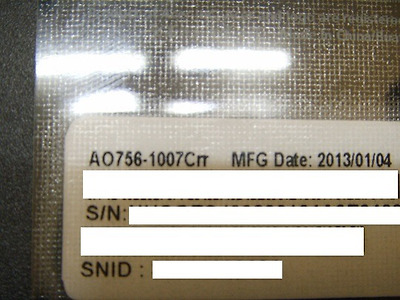 AO756-1007Crr MFG Date: 2013/01/04
S/N:
SNID :